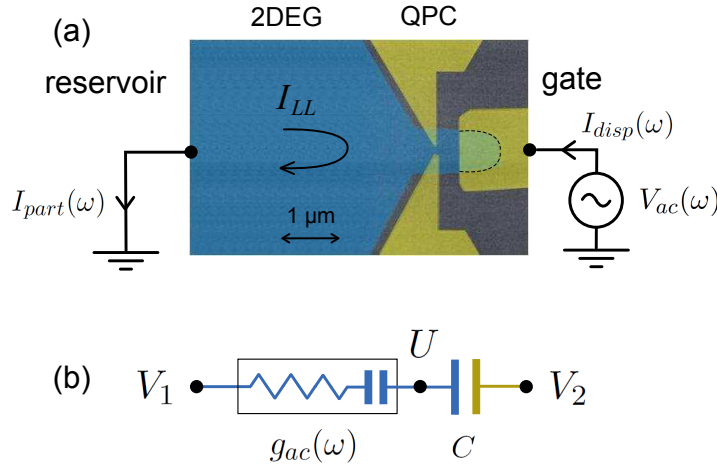 2DEG QPC
(a)
reservoir gate
I_{LL} I_{disp}(ω)
I_{part}(ω) V_{ac}(ω)
1 μm
(b) V_1 U V_2
g_{ac}(ω) C